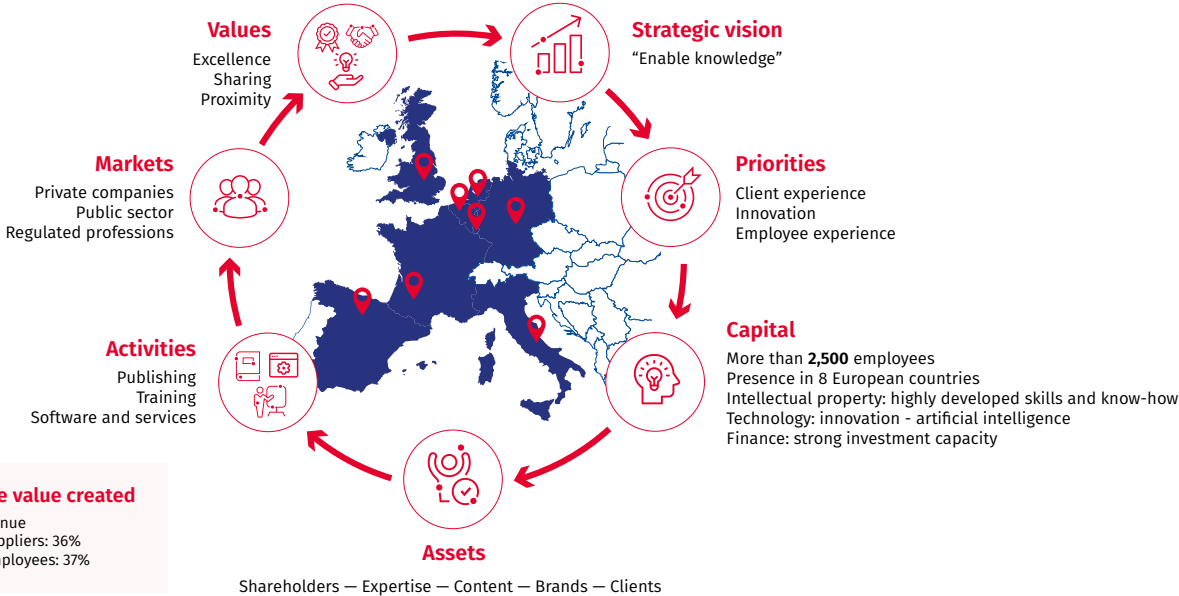 Values
Excellence
Sharing
Proximity
Strategic vision
“Enable knowledge”
Markets
Private companies
Public sector
Regulated professions
Priorities
Client experience
Innovation
Employee experience
Activities
Publishing
Training
Software and services
Capital
More than 2,500 employees
Presence in 8 European countries
Intellectual property: highly developed skills and know-how
Technology: innovation - artificial intelligence
Finance: strong investment capacity
value created
36%
37%
Assets
Shareholders — Expertise — Content — Brands — Clients